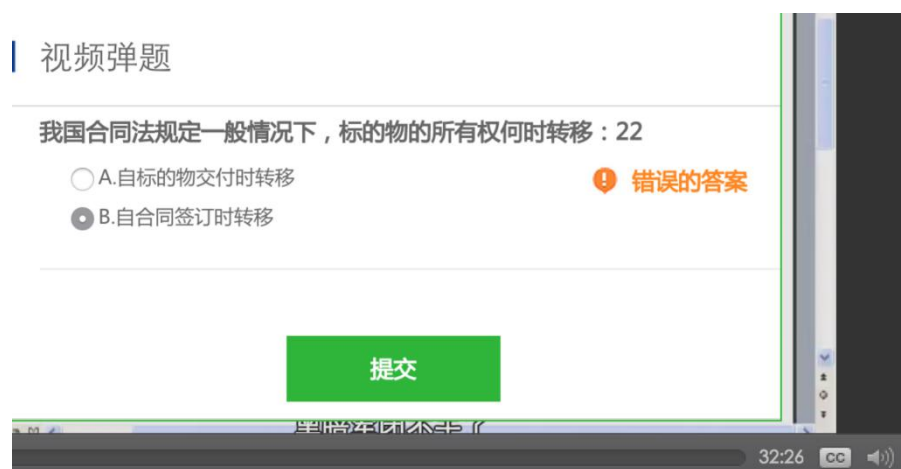 视频弹题
我国合同法规定一般情况下，标的物的所有权何时转移：22
A.自标的物交付时转移
错误的答案
B.自合同签订时转移
提交
32:26 CC